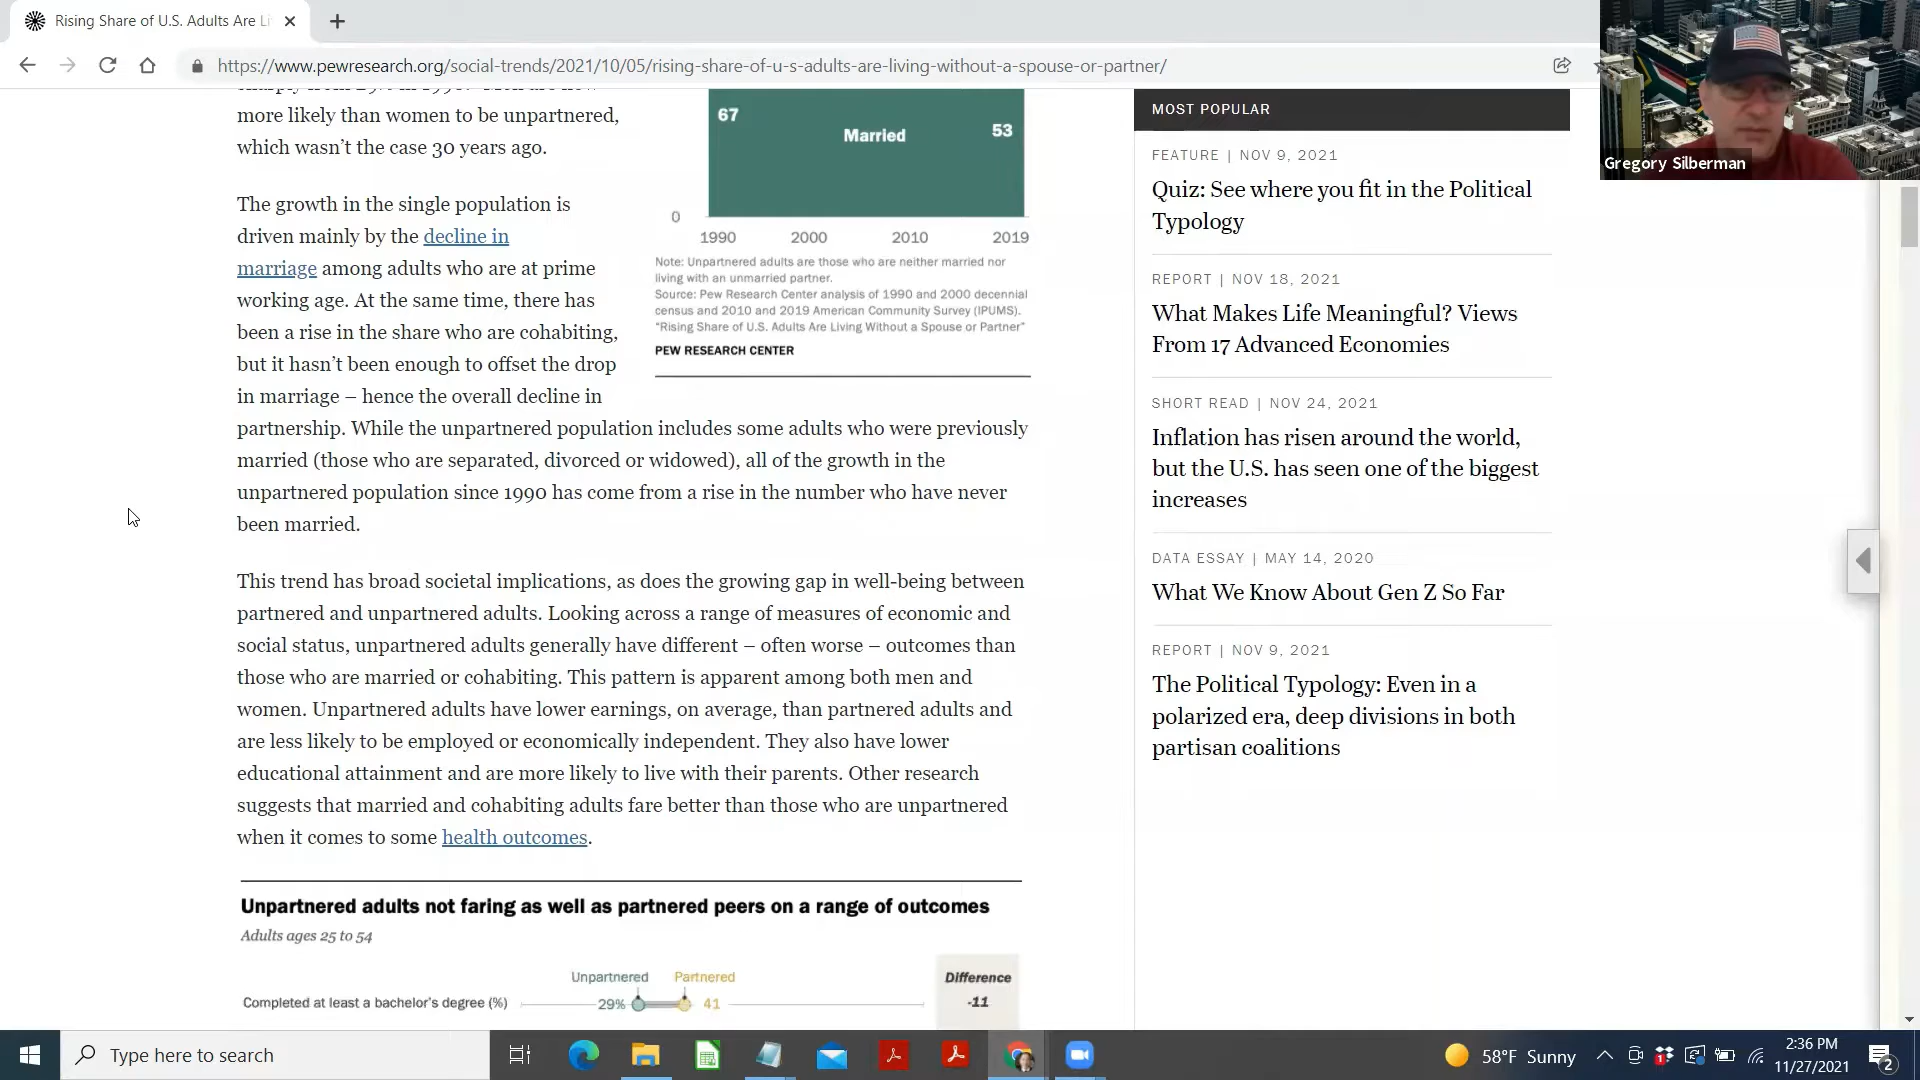 Rising Share of U.S. Adults Are Li
https://www.pewresearch.org/social-trends/2021/10/05/rising-share-of-u-s-adults-are-living-without-a-spouse-or-partner/
Gregory Silberman
more likely than women to be unpartnered,
which wasn’t the case 30 years ago.
The growth in the single population is
driven mainly by the decline in
marriage among adults who are at prime
working age. At the same time, there has
been a rise in the share who are cohabiting,
but it hasn’t been enough to offset the drop
in marriage – hence the overall decline in
partnership. While the unpartnered population includes some adults who were previously
married (those who are separated, divorced or widowed), all of the growth in the
unpartnered population since 1990 has come from a rise in the number who have never
been married.
67
Married
53
0
1990 2000 2010 2019
Note: Unpartnered adults are those who are neither married nor
living with an unmarried partner.
Source: Pew Research Center analysis of 1990 and 2000 decennial
census and 2010 and 2019 American Community Survey (IPUMS).
“Rising Share of U.S. Adults Are Living Without a Spouse or Partner”
PEW RESEARCH CENTER
This trend has broad societal implications, as does the growing gap in well-being between
partnered and unpartnered adults. Looking across a range of measures of economic and
social status, unpartnered adults generally have different – often worse – outcomes than
those who are married or cohabiting. This pattern is apparent among both men and
women. Unpartnered adults have lower earnings, on average, than partnered adults and
are less likely to be employed or economically independent. They also have lower
educational attainment and are more likely to live with their parents. Other research
suggests that married and cohabiting adults fare better than those who are unpartnered
when it comes to some health outcomes.
Unpartnered adults not faring as well as partnered peers on a range of outcomes
Adults ages 25 to 54
Unpartnered Partnered Difference
Completed at least a bachelor’s degree (%) 29% 41 -11
MOST POPULAR
FEATURE | NOV 9, 2021
Quiz: See where you fit in the Political
Typology
REPORT | NOV 18, 2021
What Makes Life Meaningful? Views
From 17 Advanced Economies
SHORT READ | NOV 24, 2021
Inflation has risen around the world,
but the U.S. has seen one of the biggest
increases
DATA ESSAY | MAY 14, 2020
What We Know About Gen Z So Far
REPORT | NOV 9, 2021
The Political Typology: Even in a
polarized era, deep divisions in both
partisan coalitions
Type here to search
58°F Sunny
1
2:36 PM
11/27/2021
2